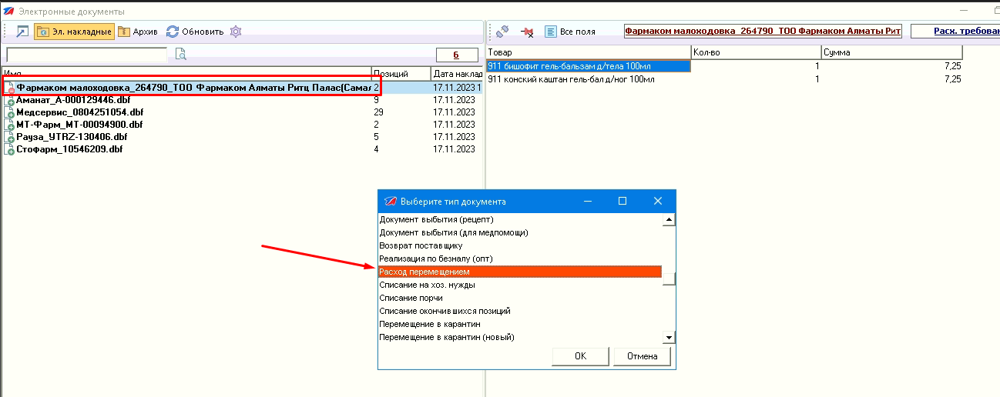 Электронные документы
Эл. накладные Архив Обновить
Все поля Фармаком малоходовка_264790_ТОО Фармаком Алматы Рит Расх. требован
6
Имя Позиций Дата наклад
Фармаком малоходовка_264790_ТОО Фармаком Алматы Ритц Палас(Самал 2 17.11.2023 1
Аманат_А-000129446.dbf 9 17.11.2023
Медсервис_0804251054.dbf 29 17.11.2023
МТ-Фарм_МТ-00094900.dbf 2 17.11.2023
Рауза_УТRZ-130406.dbf 5 17.11.2023
Стофарм_10546209.dbf 4 17.11.2023
Товар Кол-во Сумма
911 бишофит гель-бальзам д/тела 100мл 1 7,25
911 конский каштан гель-бал д/ног 100мл 1 7,25
Выберите тип документа
Документ выбытия (рецепт)
Документ выбытия (для медпомощи)
Возврат поставщику
Реализация по безналу (опт)
Расход перемещением
Списание на хоз. нужды
Списание порчи
Списание окончившихся позиций
Перемещение в карантин
Перемещение в карантин (новый)
OK Отмена